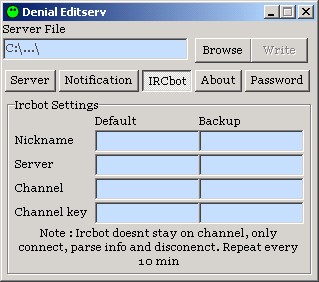 Denial Editserv
Server File
C:\...\ Browse Write
Server Notification IRCbot About Password
Ircbot Settings
Default Backup
Nickname
Server
Channel
Channel key
Note : Ircbot doesnt stay on channel, only
connect, parse info and disconenct. Repeat every
10 min